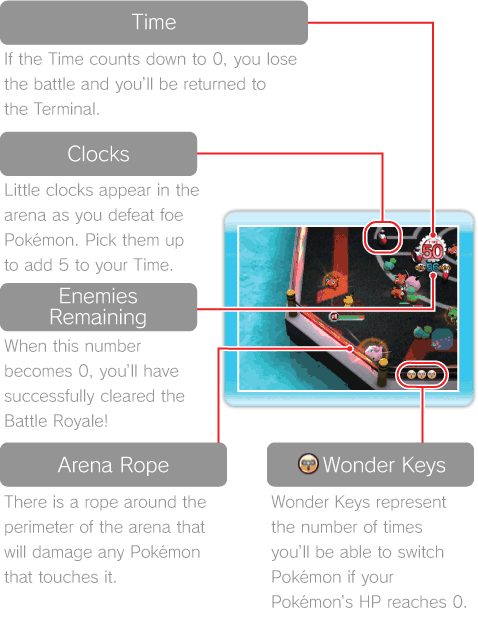 Time
If the Time counts down to 0, you lose
the battle and you'll be returned to
the Terminal.
Clocks
Little clocks appear in the
arena as you defeat foe
Pokémon. Pick them up
to add 5 to your Time.
Enemies
Remaining
When this number
becomes 0, you'll have
successfully cleared the
Battle Royale!
50
Arena Rope
There is a rope around the
perimeter of the arena that
will damage any Pokémon
that touches it.
Wonder Keys
Wonder Keys represent
the number of times
you'll be able to switch
Pokémon if your
Pokémon's HP reaches 0.